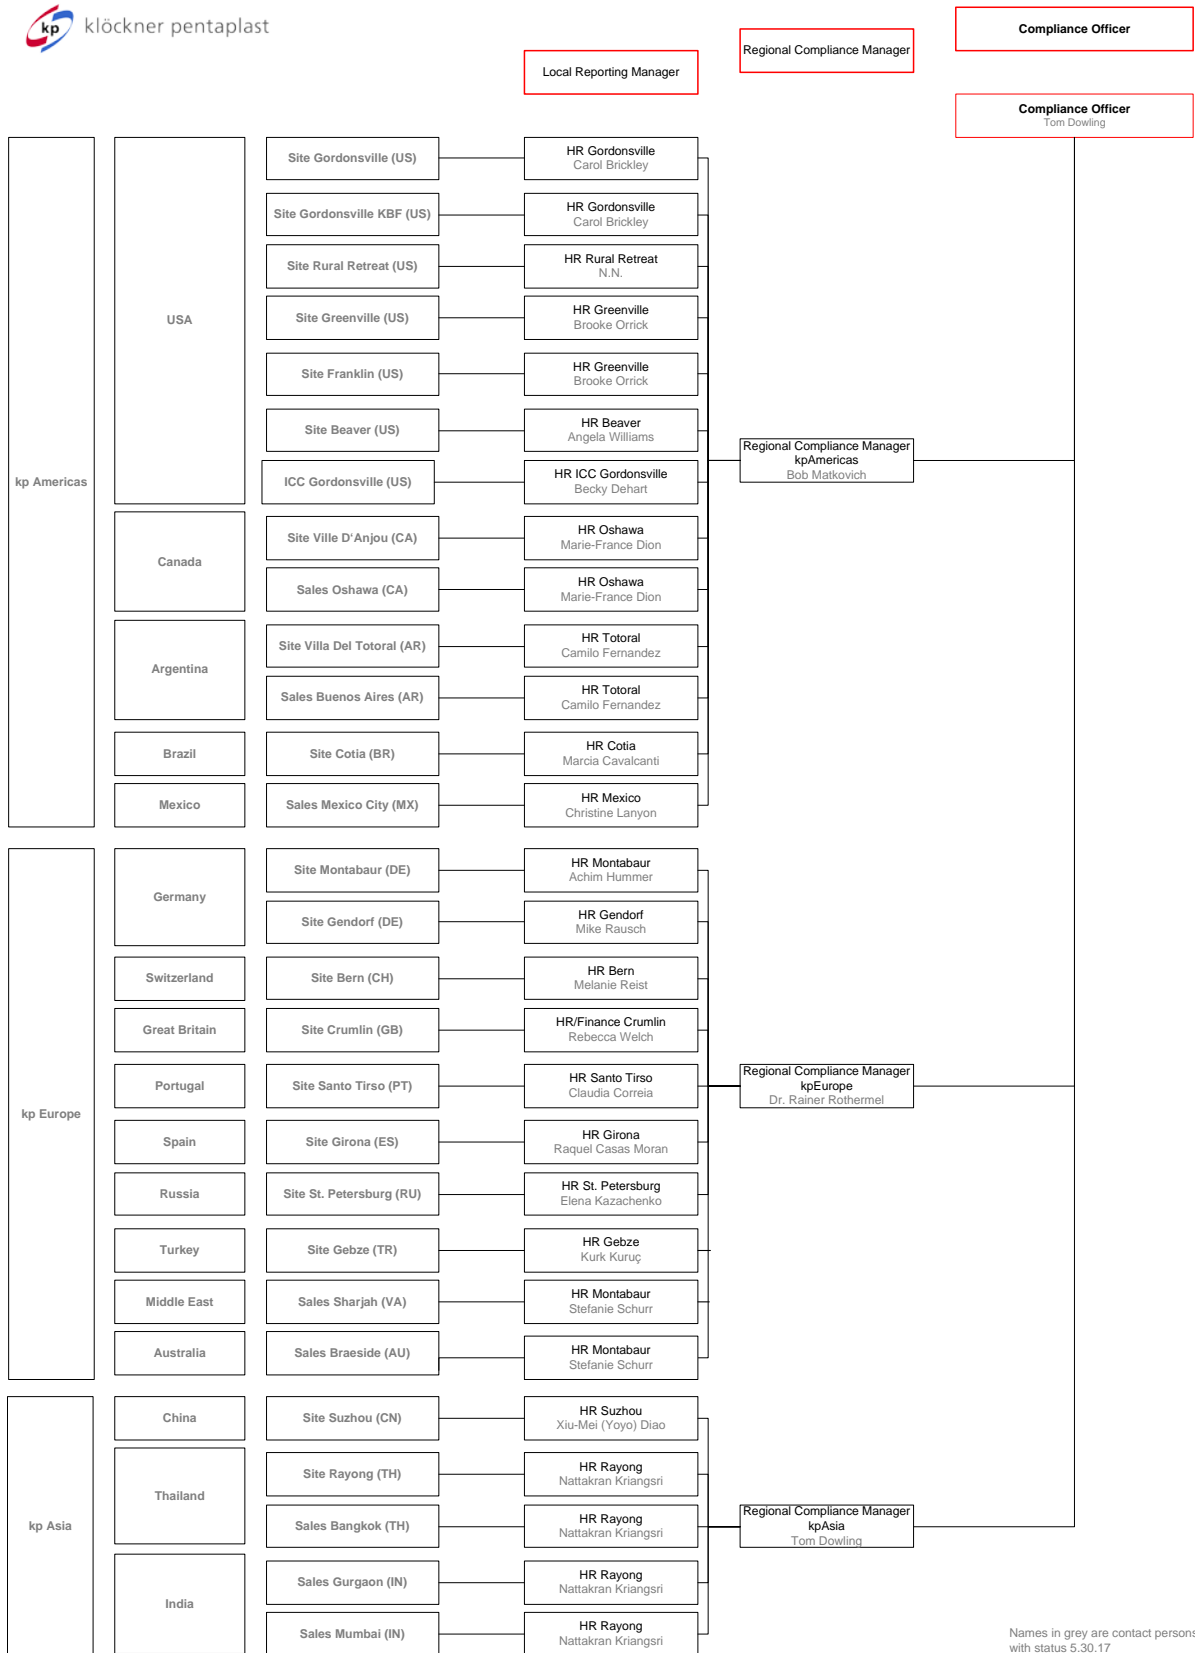 kp klöckner pentaplast
Compliance Officer
Regional Compliance Manager
Local Reporting Manager
Compliance Officer
Tom Dowling
kp Americas
USA
Site Gordonsville (US)
HR Gordonsville
Carol Brickley
Site Gordonsville KBF (US)
HR Gordonsville
Carol Brickley
Site Rural Retreat (US)
HR Rural Retreat
N.N.
Site Greenville (US)
HR Greenville
Brooke Orrick
Site Franklin (US)
HR Greenville
Brooke Orrick
Site Beaver (US)
HR Beaver
Angela Williams
ICC Gordonsville (US)
HR ICC Gordonsville
Becky Dehart
Regional Compliance Manager
kpAmericas
Bob Matkovich
Canada
Site Ville D‘Anjou (CA)
HR Oshawa
Marie-France Dion
Sales Oshawa (CA)
HR Oshawa
Marie-France Dion
Argentina
Site Villa Del Totoral (AR)
HR Totoral
Camilo Fernandez
Sales Buenos Aires (AR)
HR Totoral
Camilo Fernandez
Brazil
Site Cotia (BR)
HR Cotia
Marcia Cavalcanti
Mexico
Sales Mexico City (MX)
HR Mexico
Christine Lanyon
kp Europe
Germany
Site Montabaur (DE)
HR Montabaur
Achim Hummer
Site Gendorf (DE)
HR Gendorf
Mike Rausch
Switzerland
Site Bern (CH)
HR Bern
Melanie Reist
Great Britain
Site Crumlin (GB)
HR/Finance Crumlin
Rebecca Welch
Portugal
Site Santo Tirso (PT)
HR Santo Tirso
Claudia Correia
Regional Compliance Manager
kpEurope
Dr. Rainer Rothermel
Spain
Site Girona (ES)
HR Girona
Raquel Casas Moran
Russia
Site St. Petersburg (RU)
HR St. Petersburg
Elena Kazachenko
Turkey
Site Gebze (TR)
HR Gebze
Kurk Kuruç
Middle East
Sales Sharjah (VA)
HR Montabaur
Stefanie Schurr
Australia
Sales Braeside (AU)
HR Montabaur
Stefanie Schurr
kp Asia
China
Site Suzhou (CN)
HR Suzhou
Xiu-Mei (Yoyo) Diao
Thailand
Site Rayong (TH)
HR Rayong
Nattakran Kriangsri
Sales Bangkok (TH)
HR Rayong
Nattakran Kriangsri
Regional Compliance Manager
kpAsia
Tom Dowling
India
Sales Gurgaon (IN)
HR Rayong
Nattakran Kriangsri
Sales Mumbai (IN)
HR Rayong
Nattakran Kriangsri
Names in grey are contact persons
with status 5.30.17